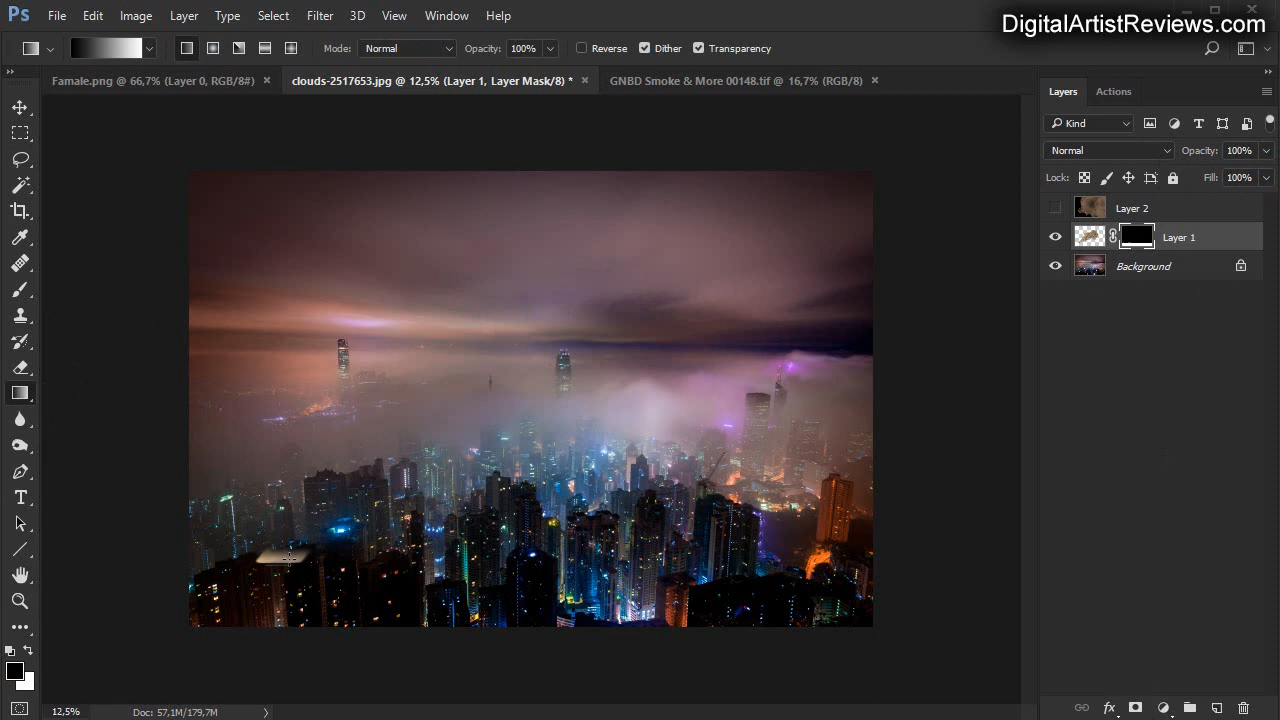 Ps File Edit Image Layer Type Select Filter 3D View Window Help
DigitalArtistReviews.com
Mode: Normal Opacity: 100% Reverse Dither Transparency
Famale.png @ 66,7% (Layer 0, RGB/8#) × clouds-2517653.jpg @ 12,5% (Layer 1, Layer Mask/8) * × GNBD Smoke & More 00148.tif @ 16,7% (RGB/8) ×
Layers Actions
Kind
Normal Opacity: 100%
Lock: Fill: 100%
Layer 2
Layer 1
Background
12,5% Doc: 57,1M/179,7M